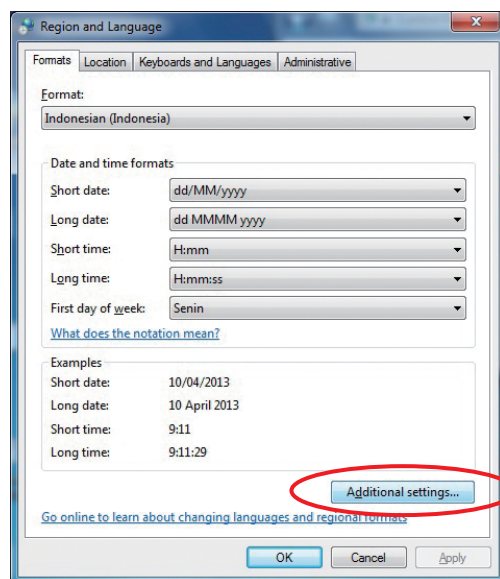 Region and Language
Formats Location Keyboards and Languages Administrative
Format:
Indonesian (Indonesia)
Date and time formats
Short date: dd/MM/yyyy
Long date: dd MMMM yyyy
Short time: H:mm
Long time: H:mm:ss
First day of week: Senin
What does the notation mean?
Examples
Short date: 10/04/2013
Long date: 10 April 2013
Short time: 9:11
Long time: 9:11:29
Additional settings...
Go online to learn about changing languages and regional formats
OK Cancel Apply